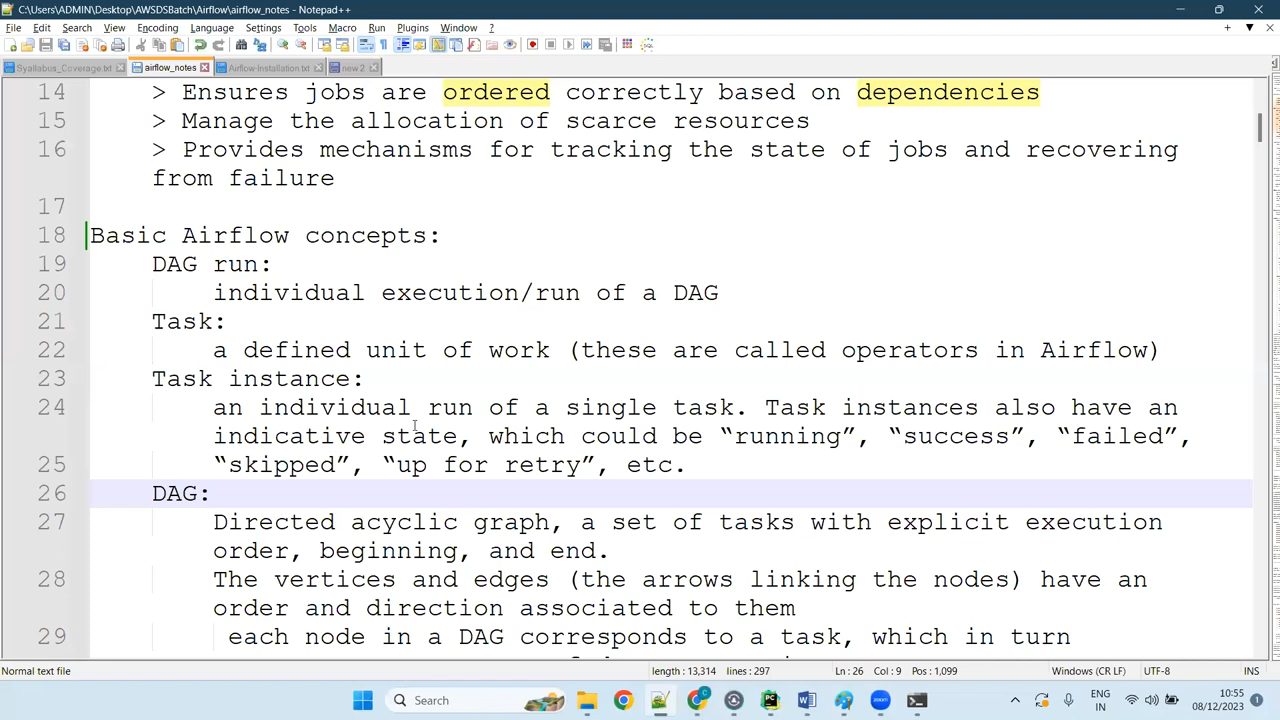 C:\Users\ADMIN\Desktop\AWSDSBatch\Airflow\airflow_notes - Notepad++
File Edit Search View Encoding Language Settings Tools Macro Run Plugins Window ?
Syallabus_Coverage.txt airflow_notes Airflow-Installation.txt new 2
14 > Ensures jobs are ordered correctly based on dependencies
15 > Manage the allocation of scarce resources
16 > Provides mechanisms for tracking the state of jobs and recovering
from failure
17
18 Basic Airflow concepts:
19 DAG run:
20 individual execution/run of a DAG
21 Task:
22 a defined unit of work (these are called operators in Airflow)
23 Task instance:
24 an individual run of a single task. Task instances also have an
indicative state, which could be “running”, “success”, “failed”,
25 “skipped”, “up for retry”, etc.
26 DAG:
27 Directed acyclic graph, a set of tasks with explicit execution
order, beginning, and end.
28 The vertices and edges (the arrows linking the nodes) have an
order and direction associated to them
29 each node in a DAG corresponds to a task, which in turn
Normal text file length : 13,314 lines : 297 Ln : 26 Col : 9 Pos : 1,099 Windows (CR LF) UTF-8 INS
Search ENG IN 10:55 08/12/2023